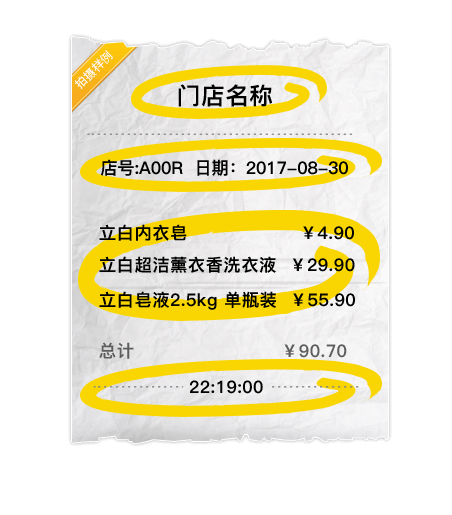 拍摄样例
门店名称
店号:A00R 日期：2017-08-30
立白内衣皂 ¥4.90
立白超洁薰衣香洗衣液 ¥29.90
立白皂液2.5kg 单瓶装 ¥55.90
总计 ¥90.70
22:19:00